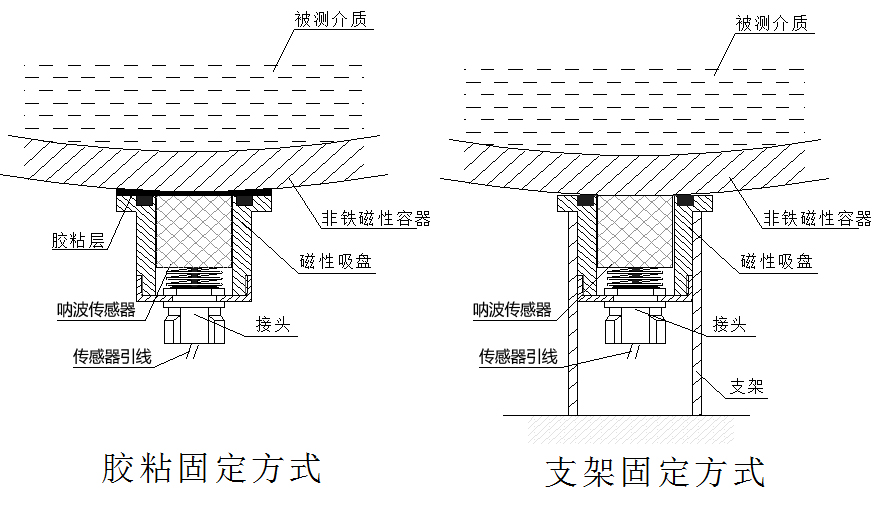 被测介质
非铁磁性容器
胶粘层
磁性吸盘
呐波传感器
接头
传感器引线
胶粘固定方式
被测介质
非铁磁性容器
磁性吸盘
呐波传感器
接头
传感器引线
支架
支架固定方式